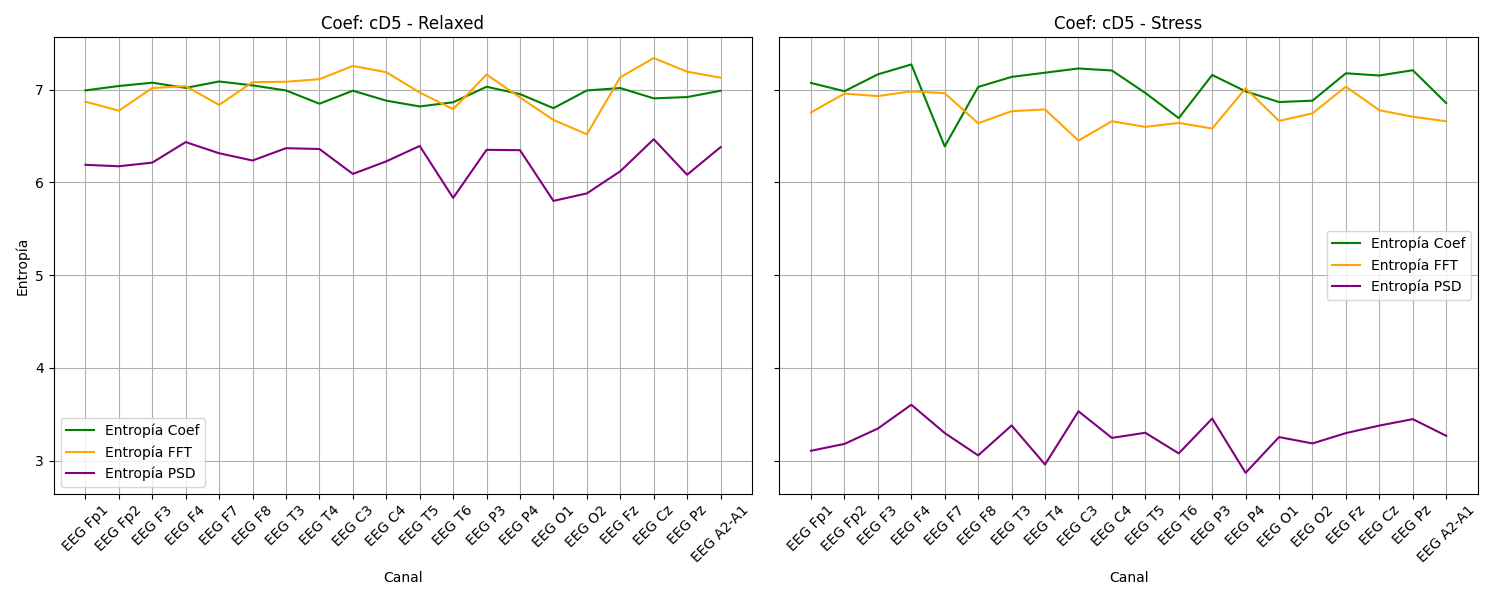 Coef: cD5 - Relaxed
Entropía
7
6
5
4
3
Entropía Coef
Entropía FFT
Entropía PSD
EEG Fp1
EEG Fp2
EEG F3
EEG F4
EEG F7
EEG F8
EEG T3
EEG T4
EEG C3
EEG C4
EEG T5
EEG T6
EEG P3
EEG P4
EEG O1
EEG O2
EEG Fz
EEG Cz
EEG Pz
EEG A2-A1
Canal
Coef: cD5 - Stress
Entropía Coef
Entropía FFT
Entropía PSD
EEG Fp1
EEG Fp2
EEG F3
EEG F4
EEG F7
EEG F8
EEG T3
EEG T4
EEG C3
EEG C4
EEG T5
EEG T6
EEG P3
EEG P4
EEG O1
EEG O2
EEG Fz
EEG Cz
EEG Pz
EEG A2-A1
Canal